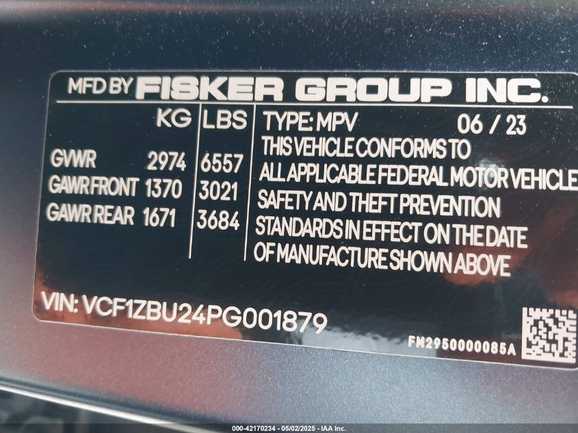 MFD BY FISKER GROUP INC.
KG LBS TYPE: MPV 06 / 23
THIS VEHICLE CONFORMS TO
GVWR 2974 6557 ALL APPLICABLE FEDERAL MOTOR VEHICLE
GAWR FRONT 1370 3021 SAFETY AND THEFT PREVENTION
GAWR REAR 1671 3684 STANDARDS IN EFFECT ON THE DATE
OF MANUFACTURE SHOWN ABOVE.
VIN: VCF1ZBU24PG001879
FM2950000085A
000-42170234 - 05/02/2025 - IAA Inc.